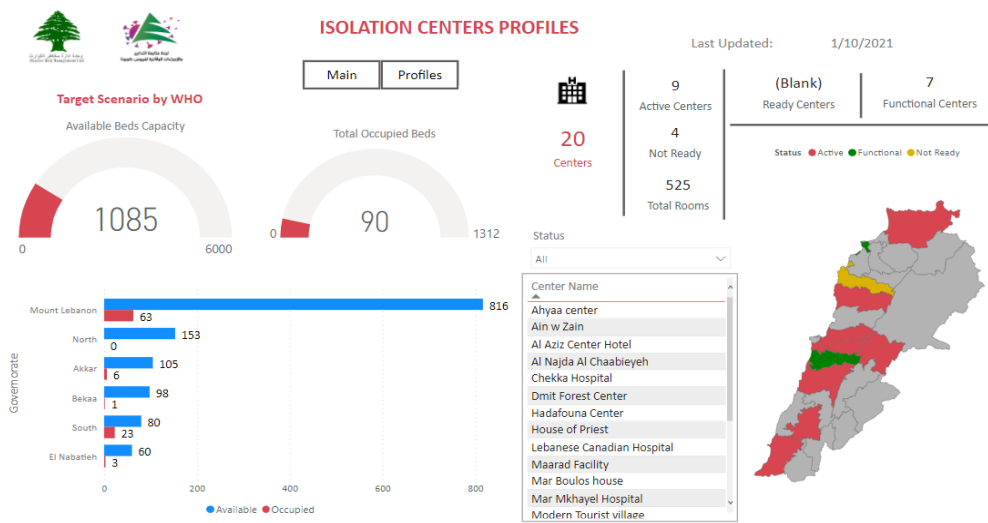 ISOLATION CENTERS PROFILES
Last Updated: 1/10/2021
Main
Profiles
Target Scenario by WHO
Available Beds Capacity
1085
0
6000
Total Occupied Beds
90
0
1312
20
Centers
9
Active Centers
4
Not Ready
525
Total Rooms
(Blank)
Ready Centers
7
Functional Centers
Status Active Functional Not Ready
Governorate
Mount Lebanon 816
63
North 153
0
Akkar 105
6
Bekaa 98
1
South 80
23
El Nabatieh 60
3
0 200 400 600 800
Available Occupied
Status
All
Center Name
Ahyaa center
Ain w Zain
Al Aziz Center Hotel
Al Najda Al Chaabieyeh
Chekka Hospital
Dmit Forest Center
Hadafouna Center
House of Priest
Lebanese Canadian Hospital
Maarad Facility
Mar Boulos house
Mar Mkhayel Hospital
Modern Tourist village